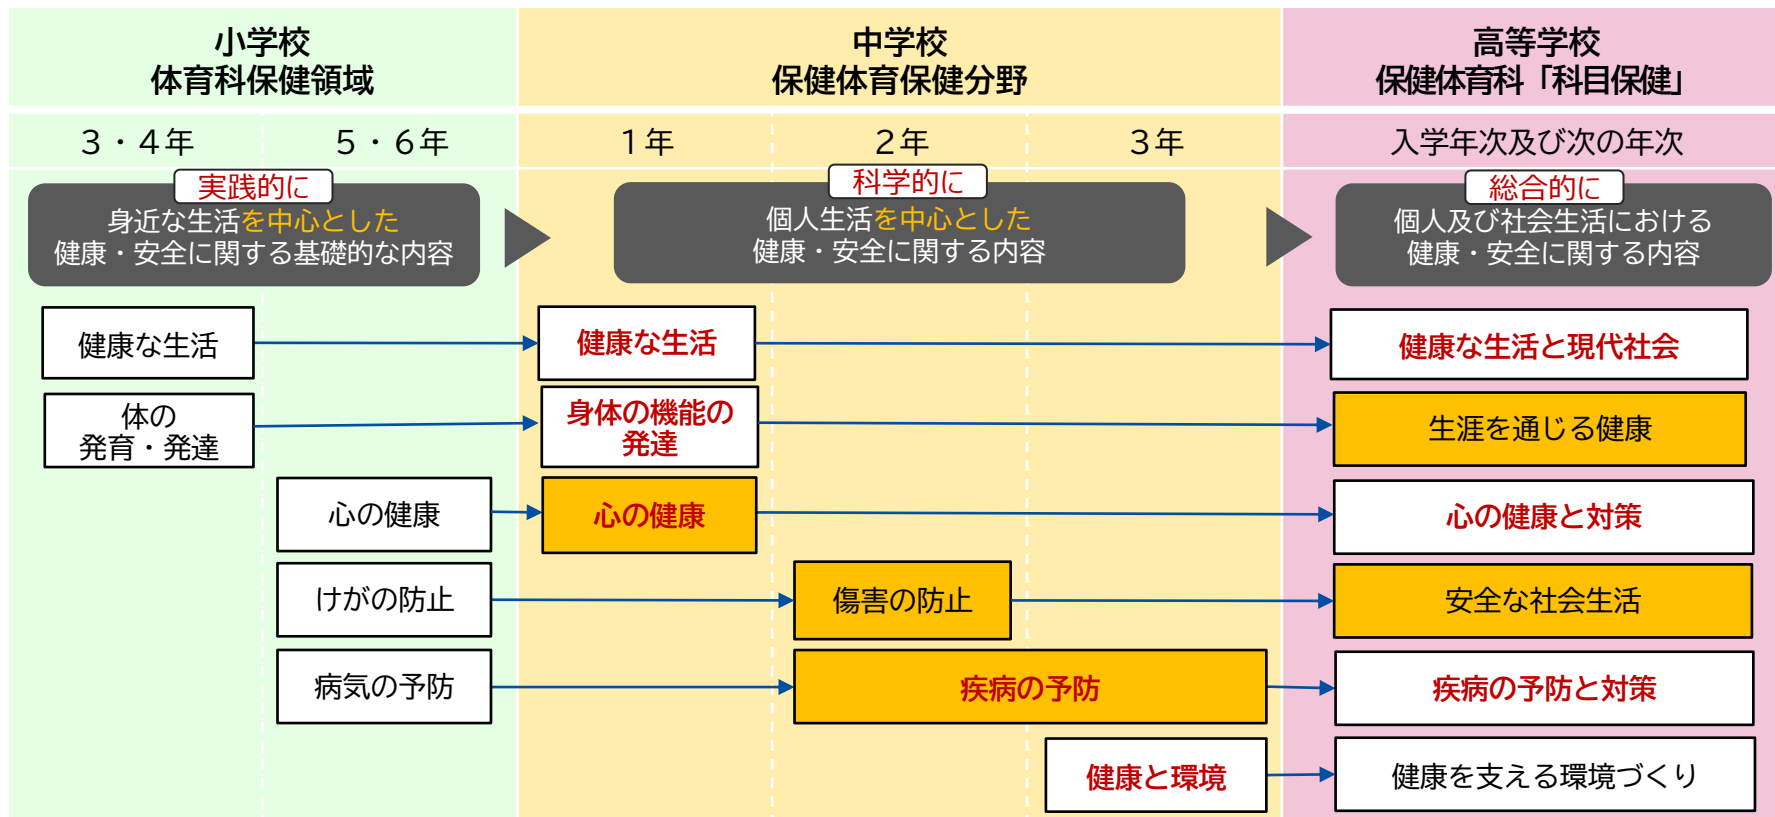 小学校
体育科保健領域
中学校
保健体育保健分野
高等学校
保健体育科「科目保健」
３・４年
５・６年
１年
２年
３年
入学年次及び次の年次
実践的に
身近な生活を中心とした
健康・安全に関する基礎的な内容
科学的に
個人生活を中心とした
健康・安全に関する内容
総合的に
個人及び社会生活における
健康・安全に関する内容
健康な生活
健康な生活
健康な生活と現代社会
体の
発育・発達
身体の機能の
発達
生涯を通じる健康
心の健康
心の健康
心の健康と対策
けがの防止
傷害の防止
安全な社会生活
病気の予防
疾病の予防
疾病の予防と対策
健康と環境
健康を支える環境づくり